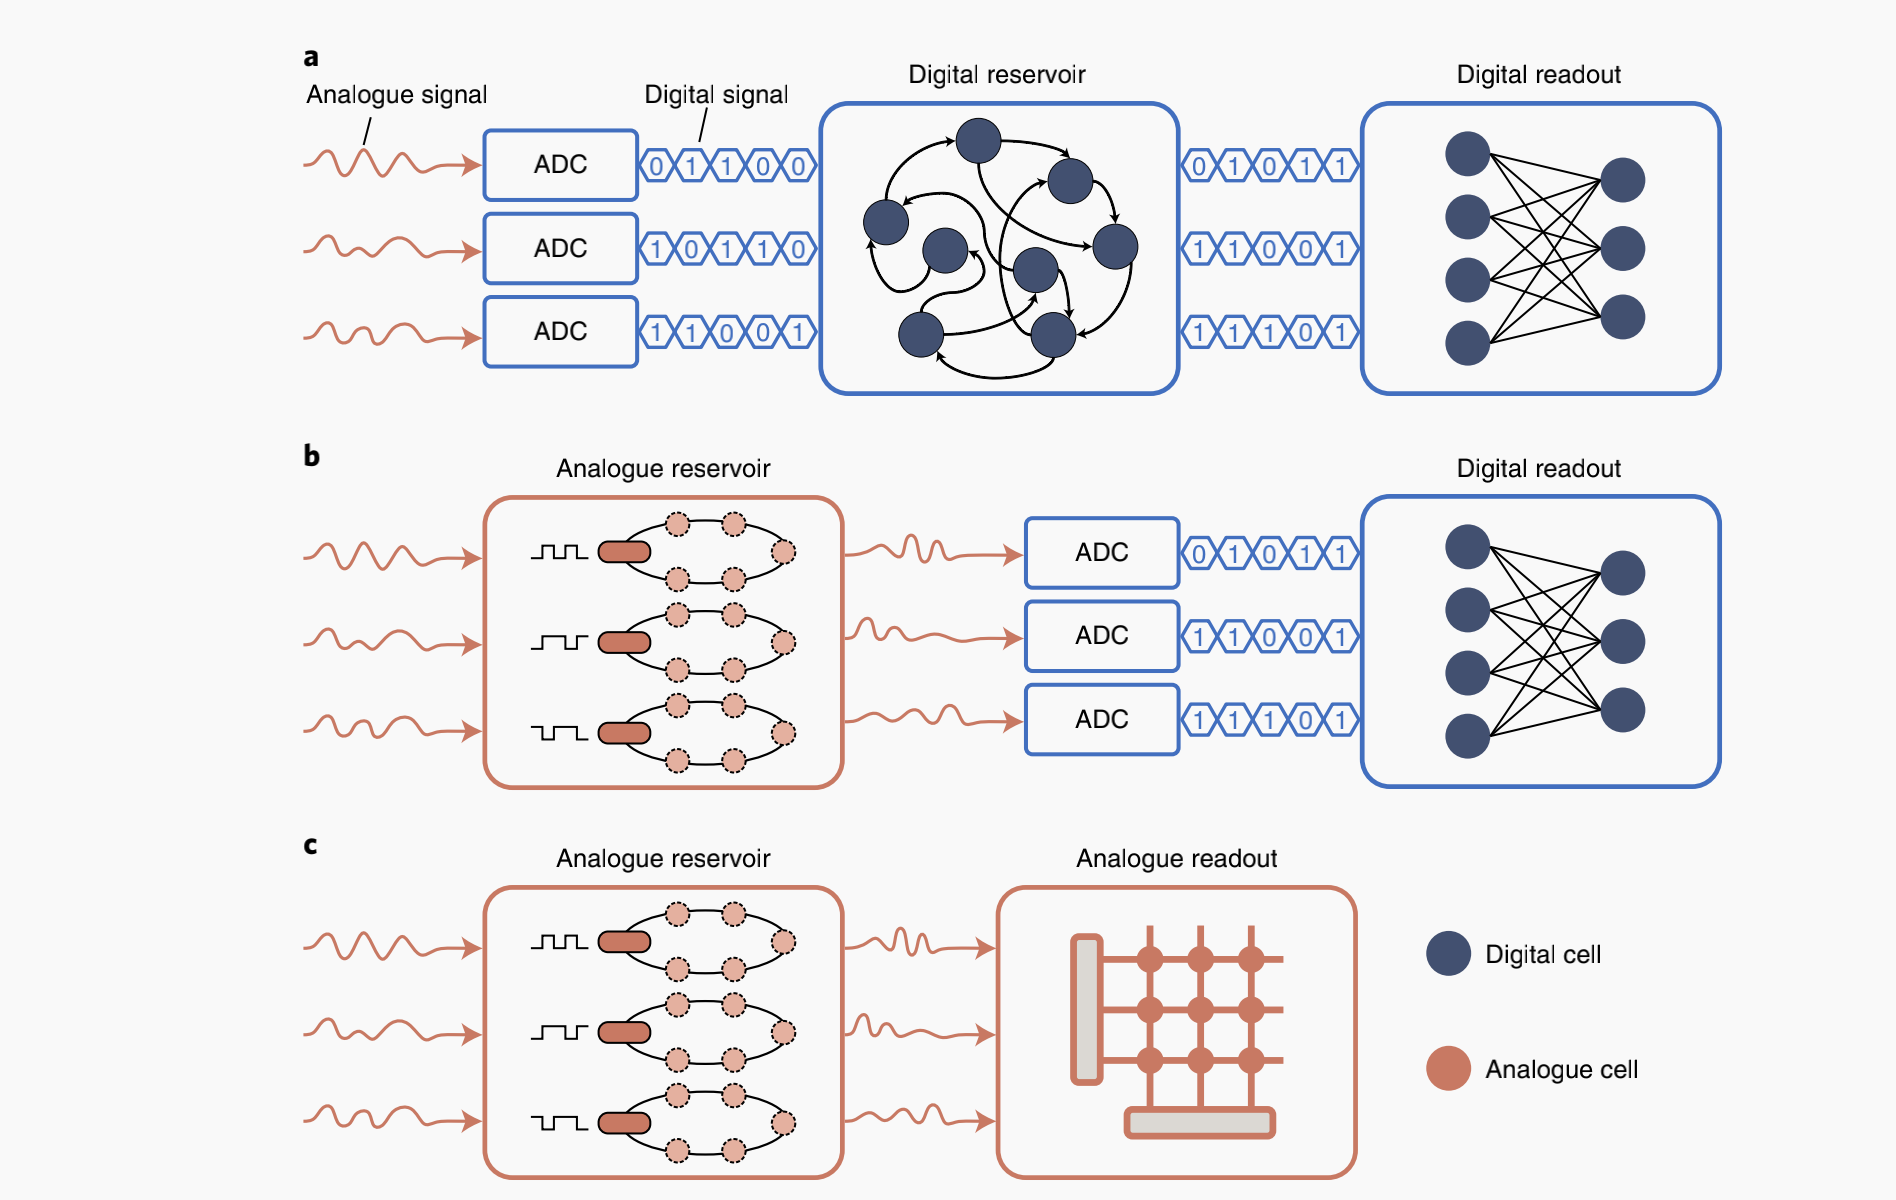 a
Analogue signal
Digital signal
Digital reservoir
Digital readout
ADC
0 1 1 0 0
0 1 0 1 1
ADC
1 0 1 1 0
1 1 0 0 1
ADC
1 1 0 0 1
1 1 1 0 1
b
Analogue reservoir
Digital readout
ADC
0 1 0 1 1
ADC
1 1 0 0 1
ADC
1 1 1 0 1
c
Analogue reservoir
Analogue readout
Digital cell
Analogue cell